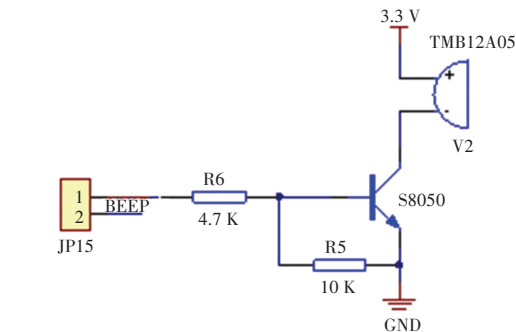 3.3 V
TMB12A05
+
-
V2
R6
S8050
1
BEEP
2
4.7 K
JP15
R5
10 K
GND